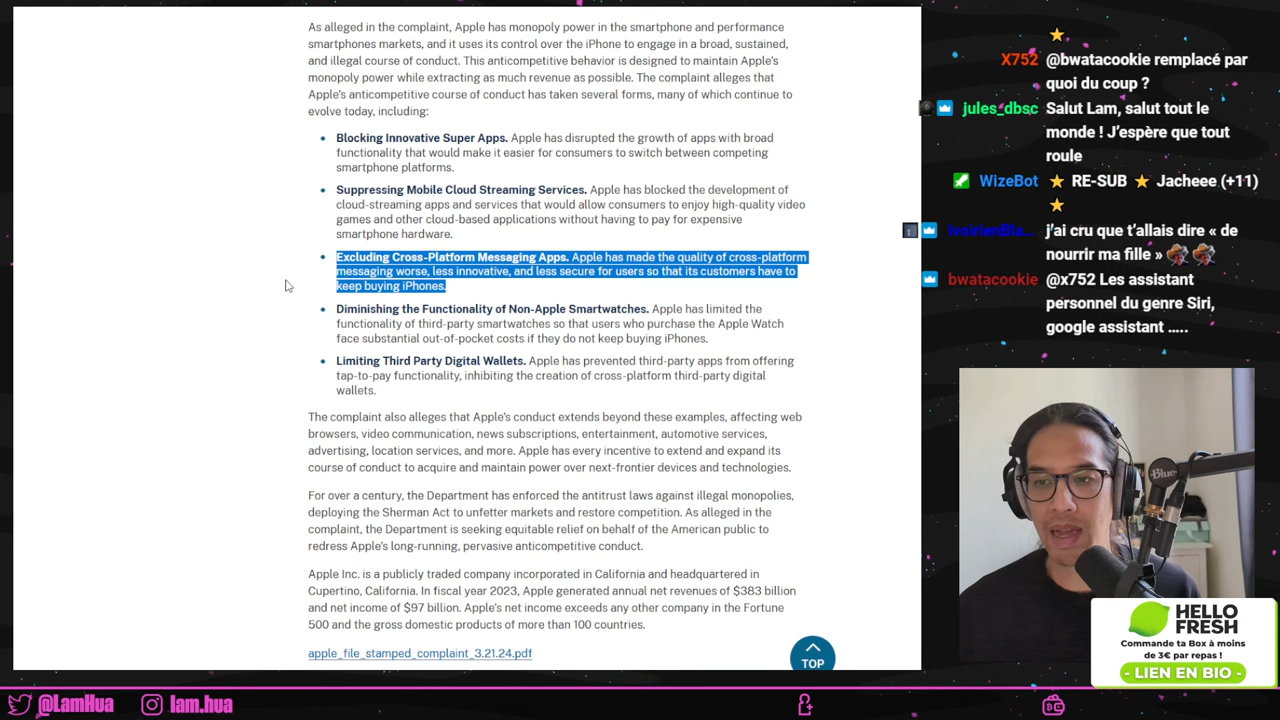 As alleged in the complaint, Apple has monopoly power in the smartphone and performance
smartphones markets, and it uses its control over the iPhone to engage in a broad, sustained,
and illegal course of conduct. This anticompetitive behavior is designed to maintain Apple's
monopoly power while extracting as much revenue as possible. The complaint alleges that
Apple's anticompetitive course of conduct has taken several forms, many of which continue to
evolve today, including:
• Blocking Innovative Super Apps. Apple has disrupted the growth of apps with broad
functionality that would make it easier for consumers to switch between competing
smartphone platforms.
• Suppressing Mobile Cloud Streaming Services. Apple has blocked the development of
cloud-streaming apps and services that would allow consumers to enjoy high-quality video
games and other cloud-based applications without having to pay for expensive
smartphone hardware.
• Excluding Cross-Platform Messaging Apps. Apple has made the quality of cross-platform
messaging worse, less innovative, and less secure for users so that its customers have to
keep buying iPhones.
• Diminishing the Functionality of Non-Apple Smartwatches. Apple has limited the
functionality of third-party smartwatches so that users who purchase the Apple Watch
face substantial out-of-pocket costs if they do not keep buying iPhones.
• Limiting Third Party Digital Wallets. Apple has prevented third-party apps from offering
tap-to-pay functionality, inhibiting the creation of cross-platform third-party digital
wallets.
The complaint also alleges that Apple's conduct extends beyond these examples, affecting web
browsers, video communication, news subscriptions, entertainment, automotive services,
advertising, location services, and more. Apple has every incentive to extend and expand its
course of conduct to acquire and maintain power over next-frontier devices and technologies.
For over a century, the Department has enforced the antitrust laws against illegal monopolies,
deploying the Sherman Act to unfetter markets and restore competition. As alleged in the
complaint, the Department is seeking equitable relief on behalf of the American public to
redress Apple's long-running, pervasive anticompetitive conduct.
Apple Inc. is a publicly traded company incorporated in California and headquartered in
Cupertino, California. In fiscal year 2023, Apple generated annual net revenues of $383 billion
and net income of $97 billion. Apple's net income exceeds any other company in the Fortune
500 and the gross domestic products of more than 100 countries.
apple_file_stamped_complaint_3.21.24.pdf
TOP
X752 @bwatacookie remplacé par
quoi du coup ?
jules_dbsc Salut Lam, salut tout le
monde ! J'espère que tout
roule
WizeBot ⭐ RE-SUB ⭐ Jacheee (+11)
⭐
IvoirienBla... j'ai cru que t'allais dire « de
nourrir ma fille »
bwatacookie @x752 Les assistant
personnel du genre Siri,
google assistant .....
Blue
HELLO
FRESH
Commande ta Box à moins
de 3€ par repas !
- LIEN EN BIO -
@LamHua
lam.hua